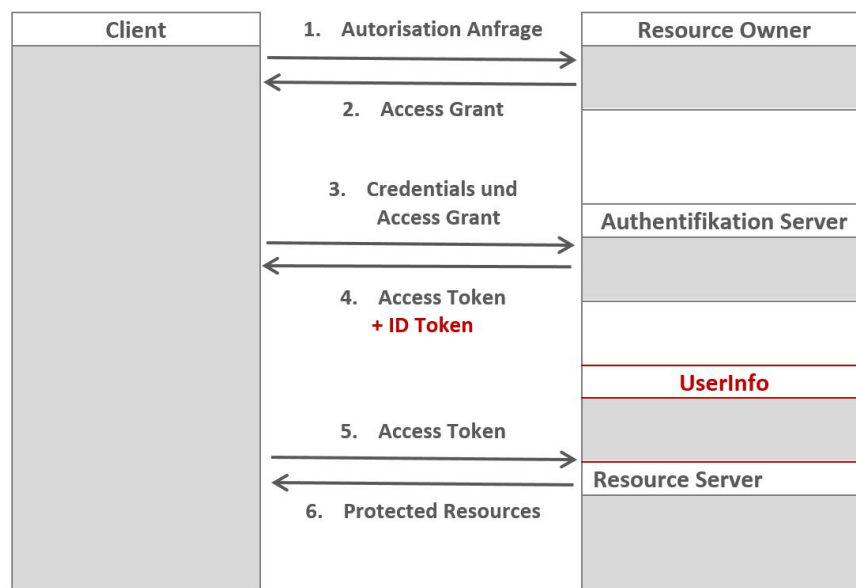 Client
1. Autorisation Anfrage
Resource Owner
2. Access Grant
3. Credentials und
Access Grant
Authentifikation Server
4. Access Token
+ ID Token
UserInfo
5. Access Token
Resource Server
6. Protected Resources